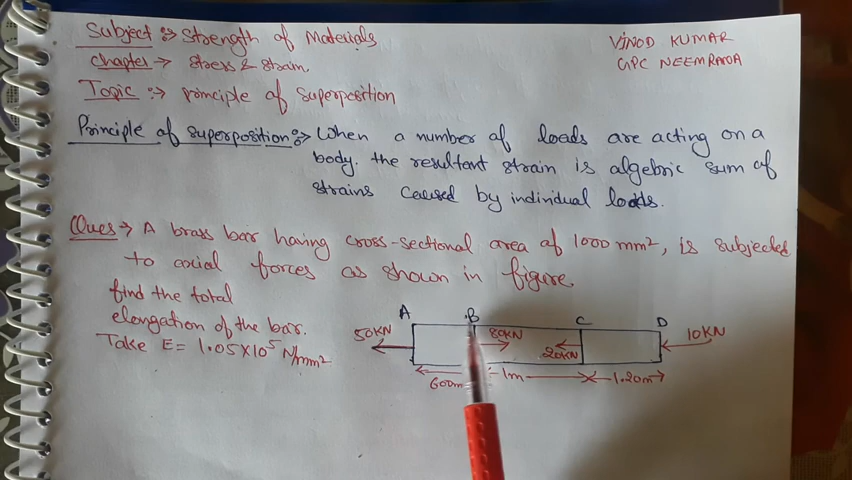 Subject :→ Strength of Materials
VINOD KUMAR
Chapter → Stress & strain.
GPC NEEMRANA
Topic :→ principle of superposition
Principle of superposition :→ When a number of loads are acting on a
body. the resultant strain is algebric sum of
strains caused by individual loads.
Ques → A brass bar having cross-sectional area of 1000 mm², is subjected
to axial forces as shown in figure.
find the total
elongation of the bar.
Take E = 1.05×10⁵ N/mm²
A B C D
50KN 80KN 20KN 10KN
1m 1.20m